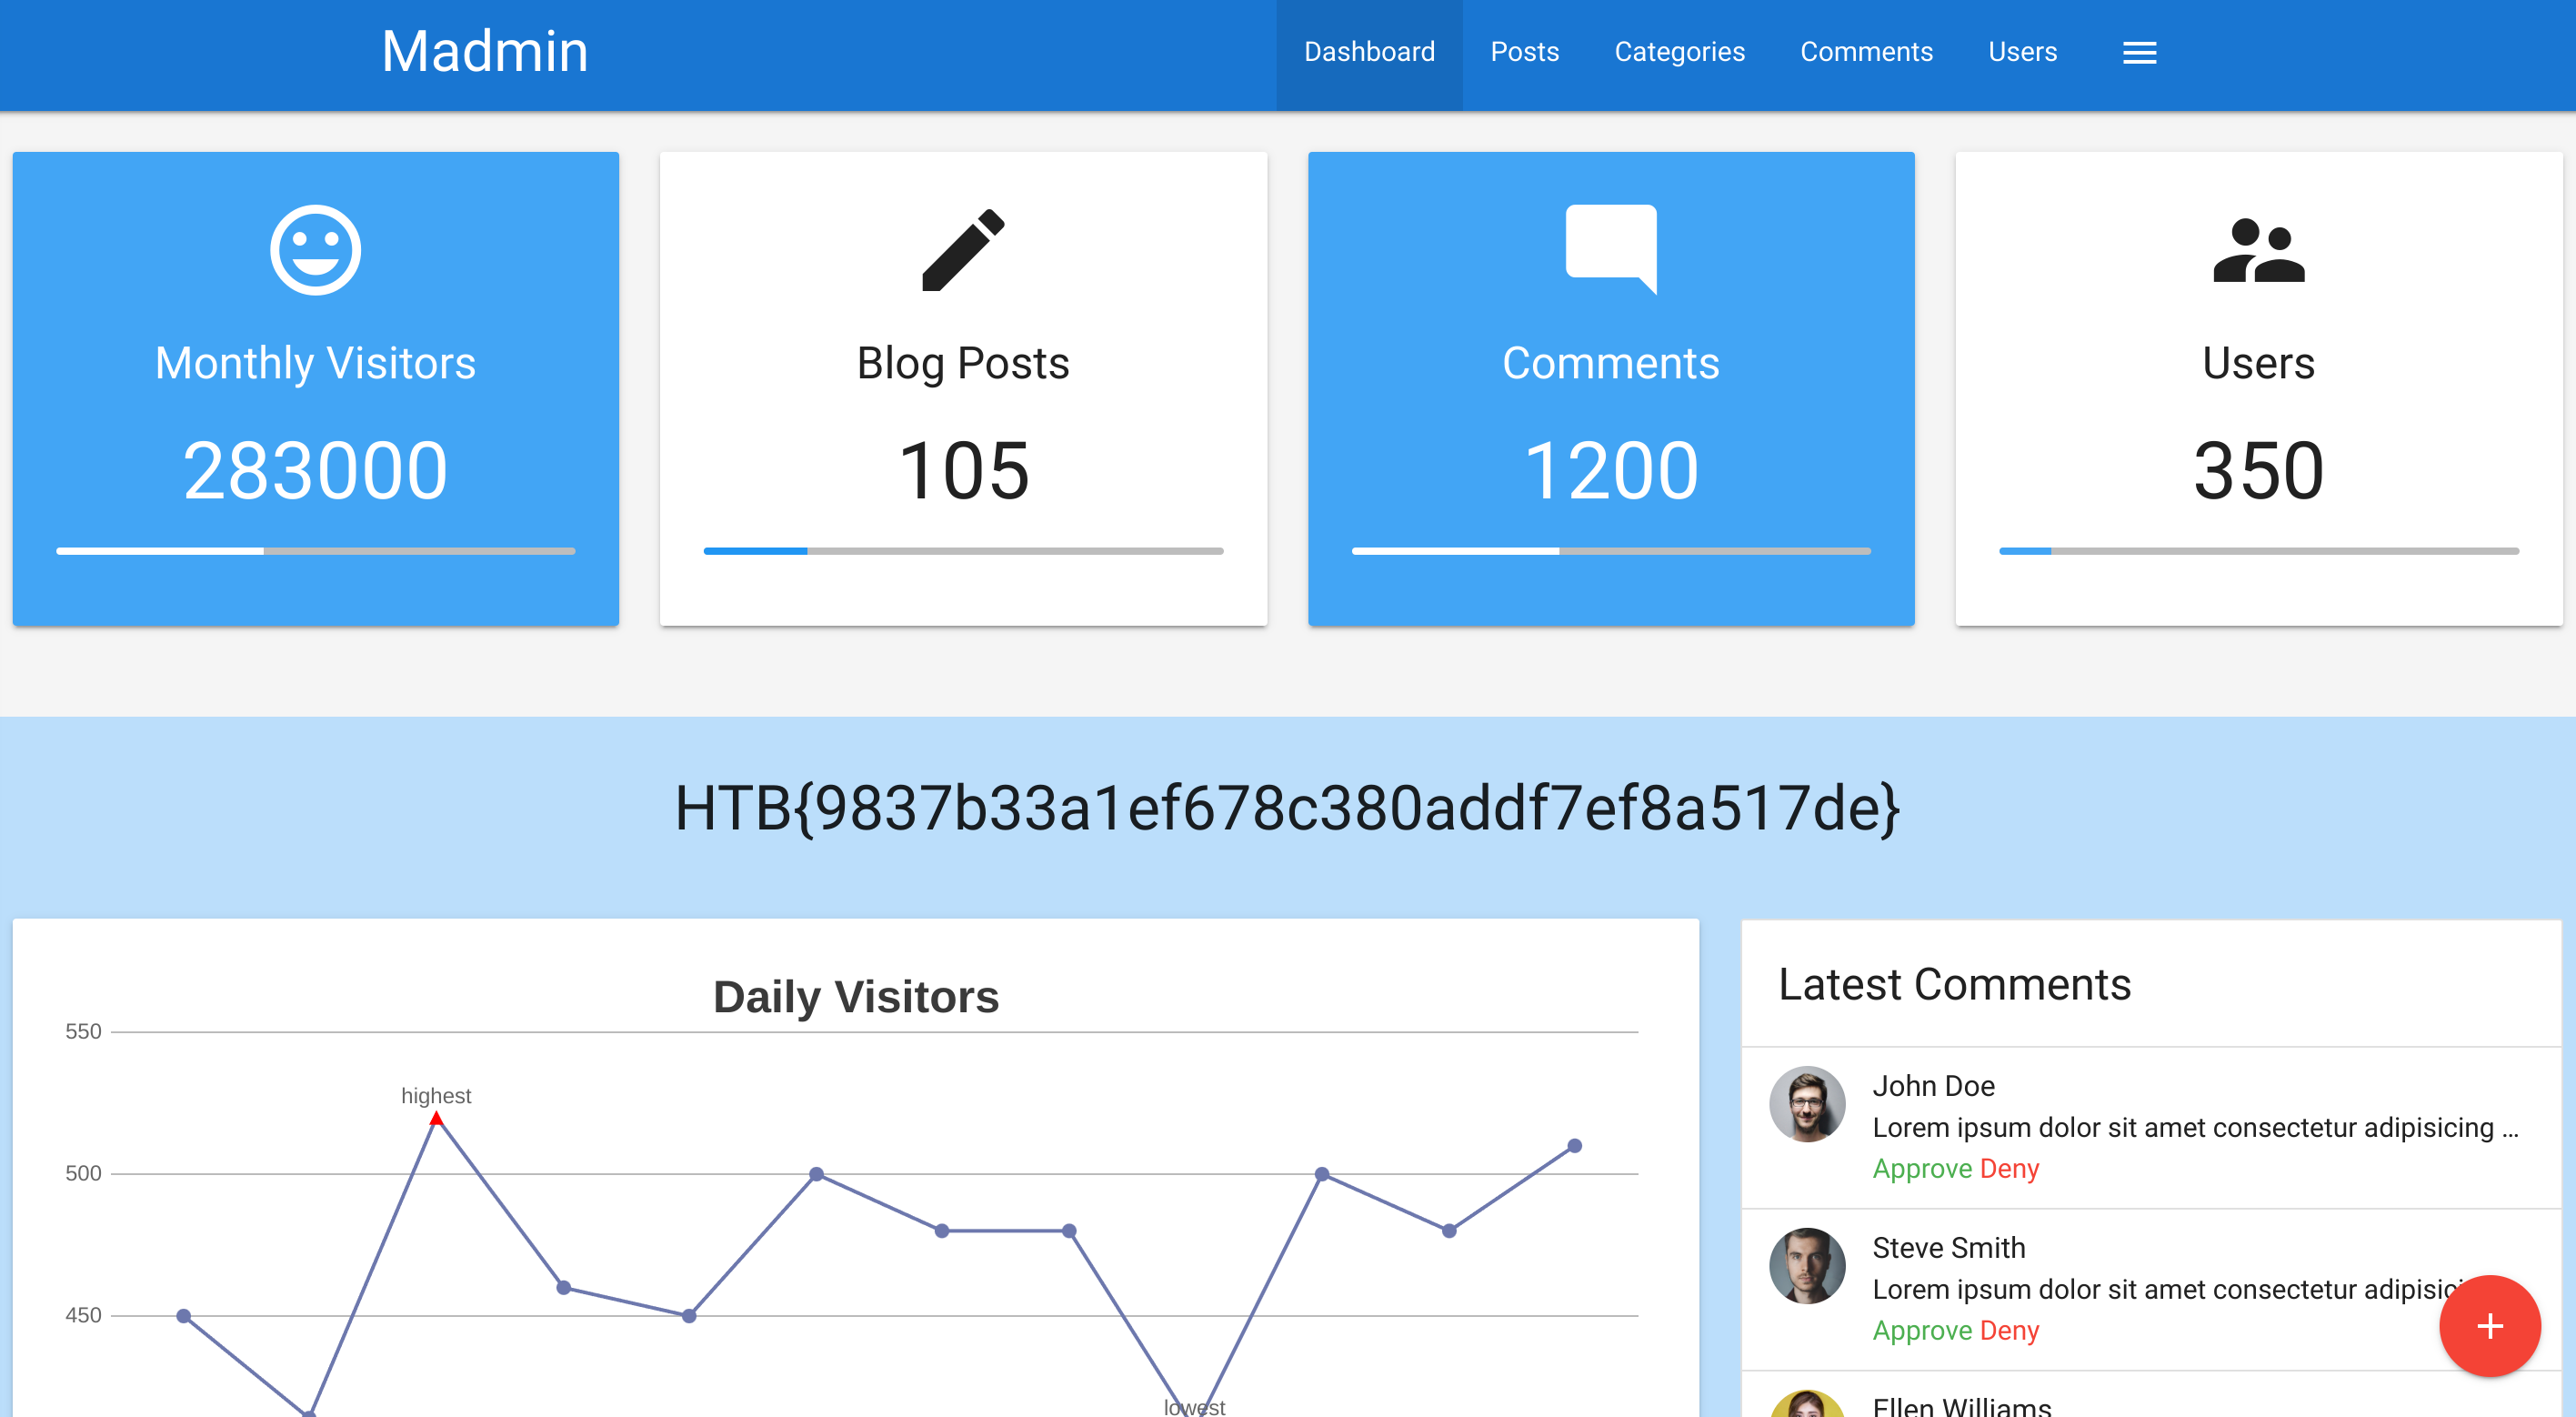 Madmin
Dashboard Posts Categories Comments Users
Monthly Visitors
283000
Blog Posts
105
Comments
1200
Users
350
HTB{9837b33a1ef678c380addf7ef8a517de}
Daily Visitors
550
highest
500
450
lowest
Latest Comments
John Doe
Lorem ipsum dolor sit amet consectetur adipisicing ...
Approve Deny
Steve Smith
Lorem ipsum dolor sit amet consectetur adipisic
Approve Deny
Ellen Williams